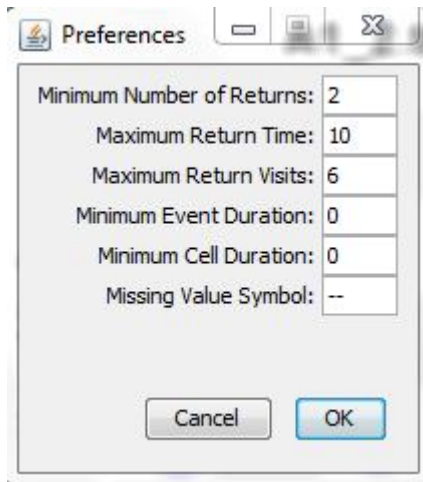 Preferences
Minimum Number of Returns: 2
Maximum Return Time: 10
Maximum Return Visits: 6
Minimum Event Duration: 0
Minimum Cell Duration: 0
Missing Value Symbol: --
Cancel OK